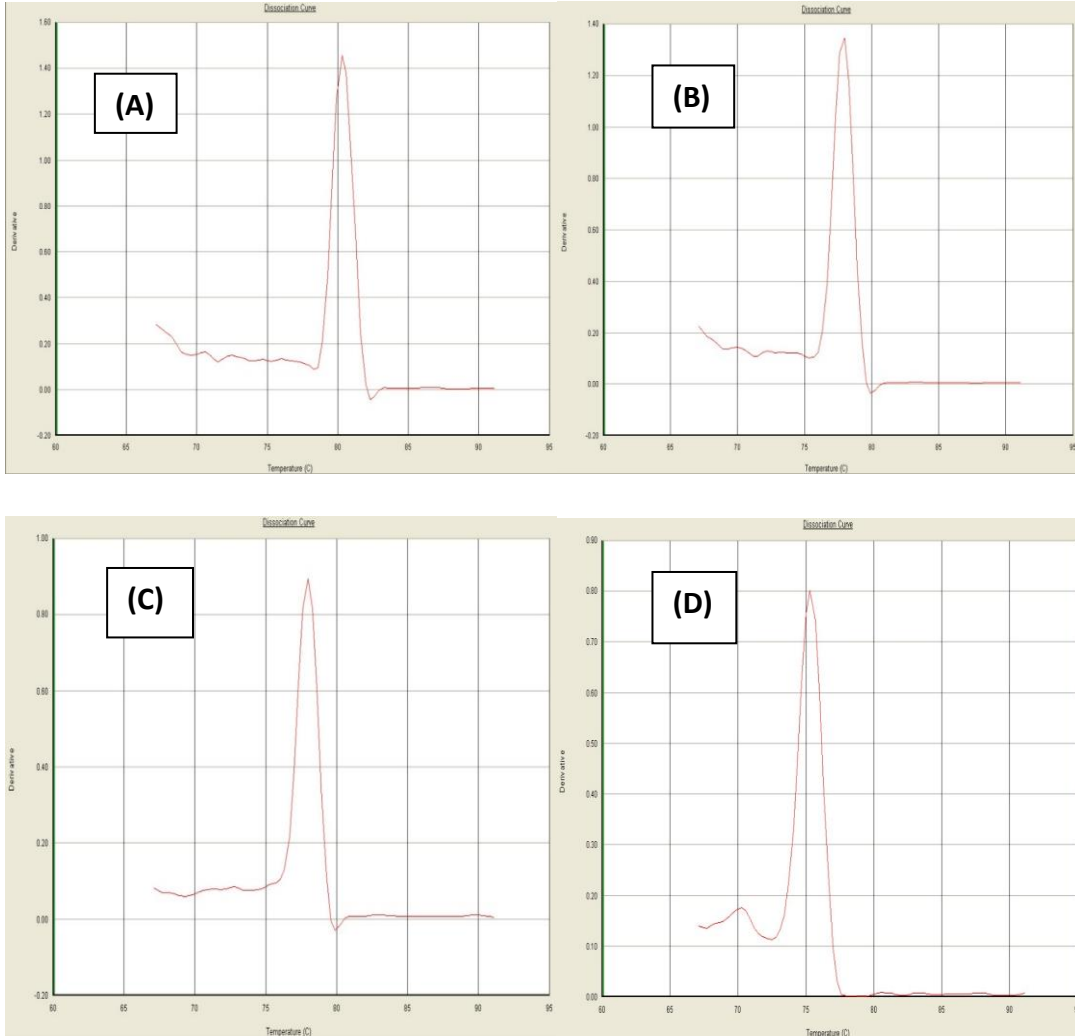 Dissociation Curve
1.60
1.40
1.20
1.00
0.80
0.60
0.40
0.20
0.00
-0.20
Derivative
60 65 70 75 80 85 90 95
Temperature (C)
(A)
Dissociation Curve
1.40
1.20
1.00
0.80
0.60
0.40
0.20
0.00
-0.20
Derivative
60 65 70 75 80 85 90 95
Temperature (C)
(B)
Dissociation Curve
1.00
0.80
0.60
0.40
0.20
0.00
-0.20
Derivative
60 65 70 75 80 85 90 95
Temperature (C)
(C)
Dissociation Curve
0.90
0.80
0.70
0.60
0.50
0.40
0.30
0.20
0.10
0.00
Derivative
60 65 70 75 80 85 90
Temperature (C)
(D)